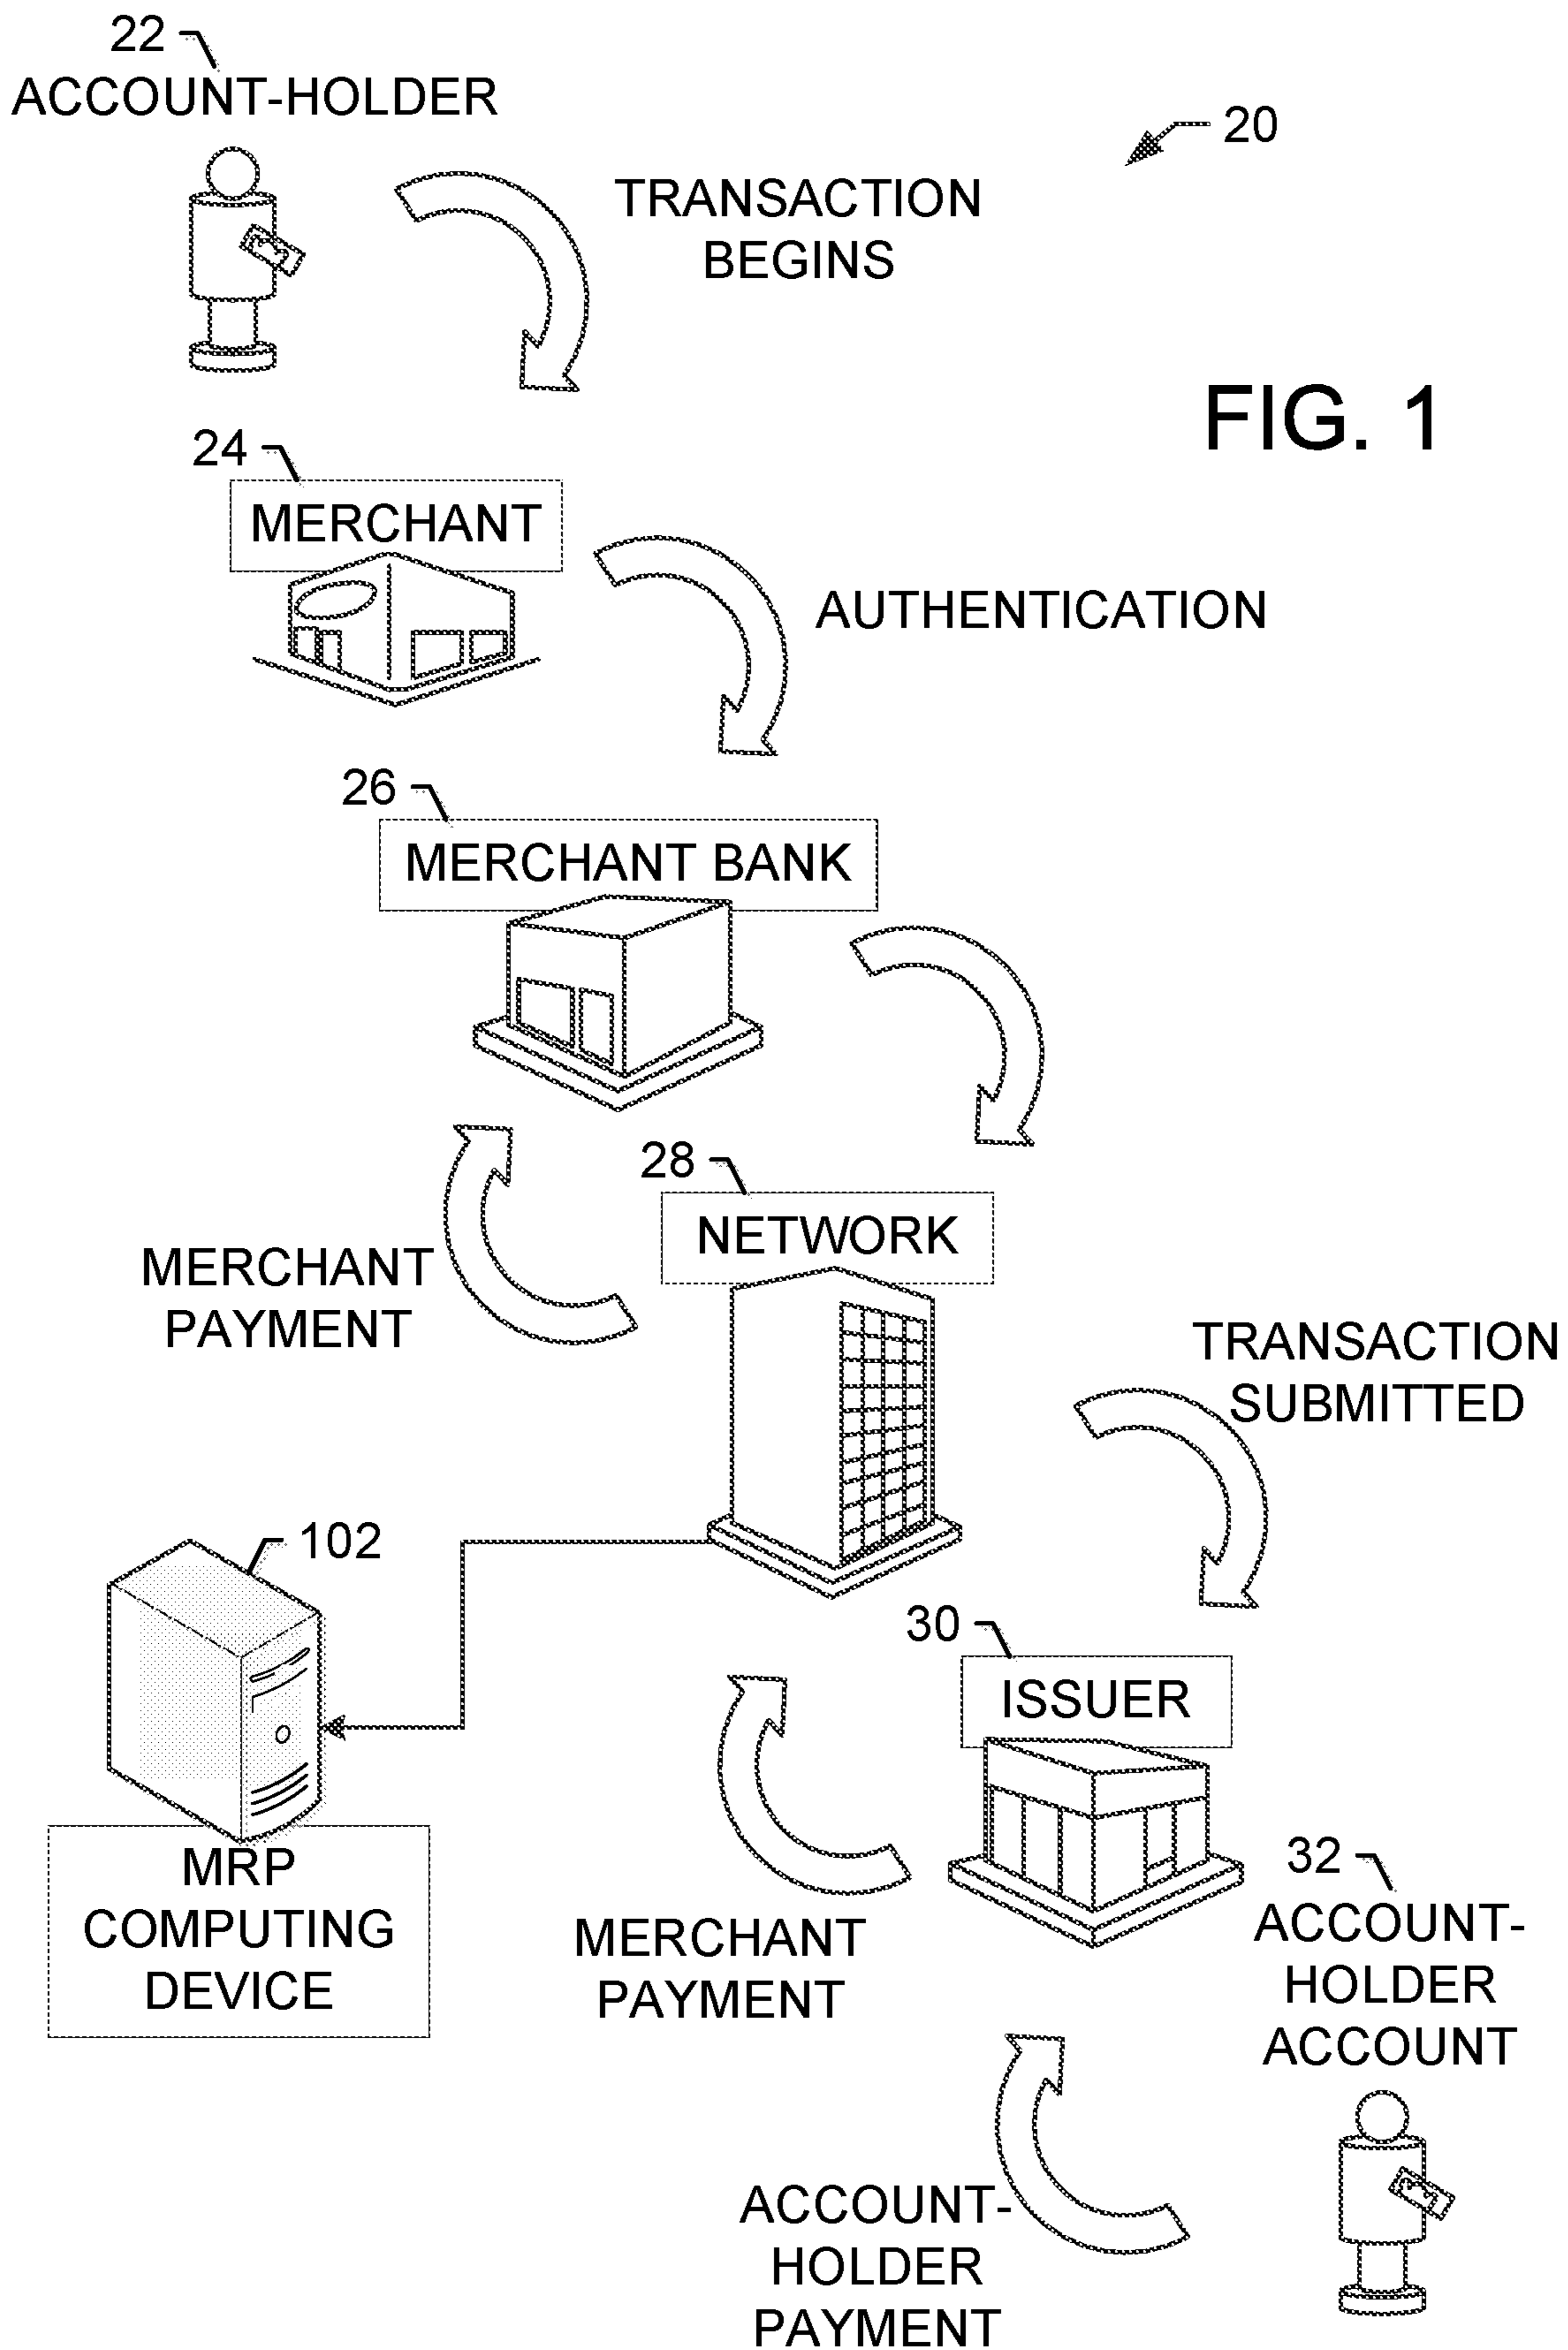 22
ACCOUNT-HOLDER
20
TRANSACTION
BEGINS
FIG. 1
24
MERCHANT
AUTHENTICATION
26
MERCHANT BANK
28
NETWORK
MERCHANT
PAYMENT
TRANSACTION
SUBMITTED
102
30
ISSUER
MRP
COMPUTING
DEVICE
32
ACCOUNT-
HOLDER
ACCOUNT
MERCHANT
PAYMENT
ACCOUNT-
HOLDER
PAYMENT